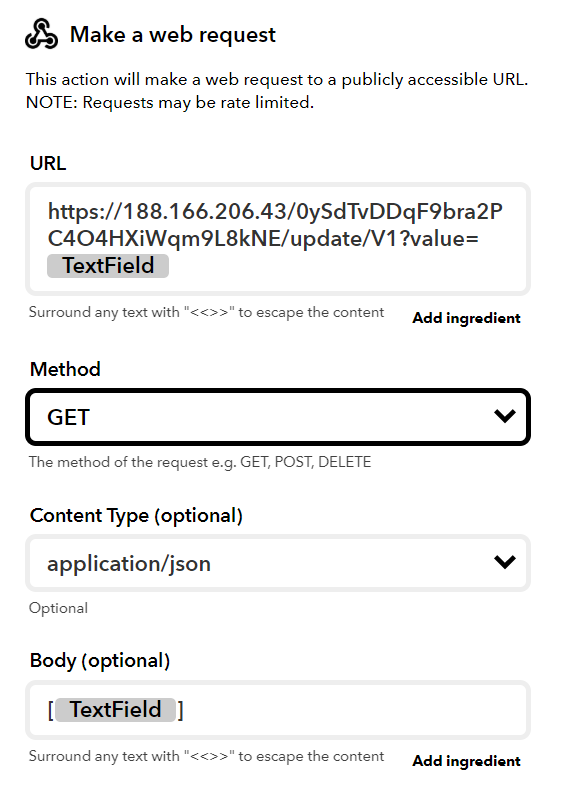 Make a web request
This action will make a web request to a publicly accessible URL.
NOTE: Requests may be rate limited.
URL
https://188.166.206.43/0ySdTvDDqF9bra2P
C4O4HXiWqm9L8kNE/update/V1?value=
TextField
Surround any text with "<<>>" to escape the content
Add ingredient
Method
GET
The method of the request e.g. GET, POST, DELETE
Content Type (optional)
application/json
Optional
Body (optional)
[ TextField ]
Surround any text with "<<>>" to escape the content
Add ingredient